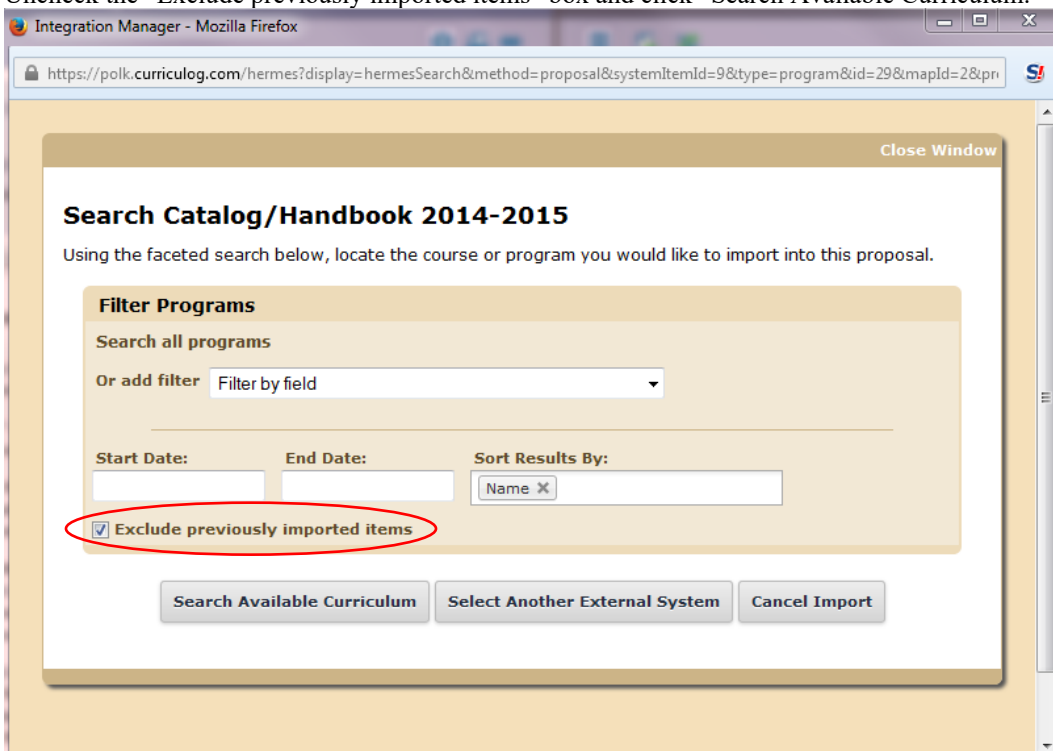 Uncheck the "Exclude previously imported items" box and click "Search Available Curriculum."
Integration Manager - Mozilla Firefox
https://polk.curriculog.com/hermes?display=hermesSearch&method=proposal&systemItemId=9&type=program&id=29&mapId=2&pr
Close Window
Search Catalog/Handbook 2014-2015
Using the faceted search below, locate the course or program you would like to import into this proposal.
Filter Programs
Search all programs
Or add filter Filter by field
Start Date: End Date: Sort Results By:
Name
Exclude previously imported items
Search Available Curriculum Select Another External System Cancel Import